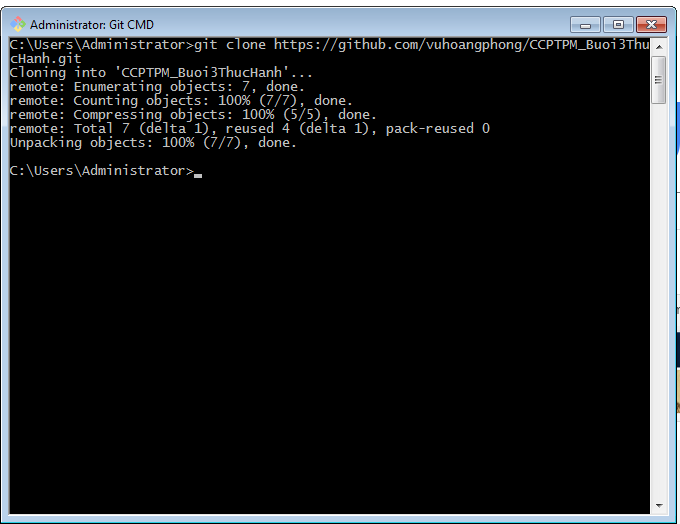 Administrator: Git CMD
C:\Users\Administrator>git clone https://github.com/vuhoangphong/CCPTPM_Buoi3Thu
cHanh.git
Cloning into 'CCPTPM_Buoi3ThucHanh'...
remote: Enumerating objects: 7, done.
remote: Counting objects: 100% (7/7), done.
remote: Compressing objects: 100% (5/5), done.
remote: Total 7 (delta 1), reused 4 (delta 1), pack-reused 0
Unpacking objects: 100% (7/7), done.
C:\Users\Administrator>